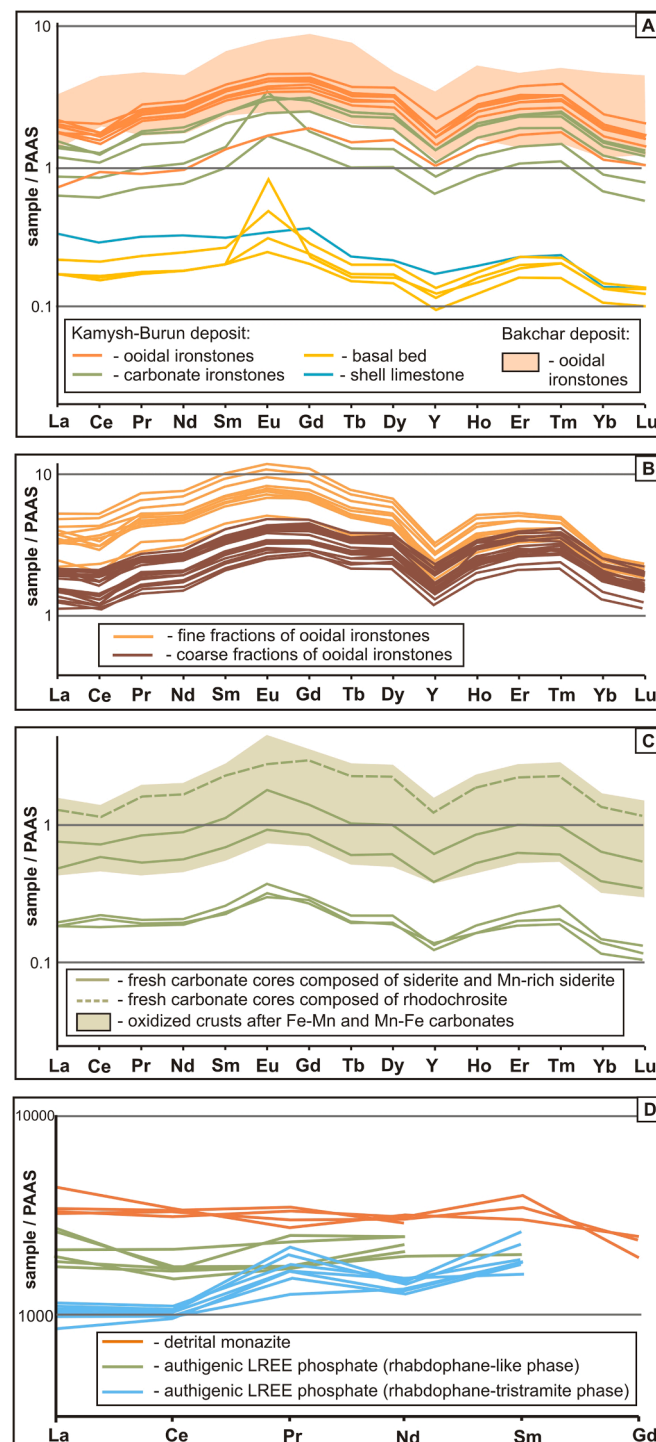 A
10
1
0.1
sample / PAAS
Kamysh-Burun deposit:
- ooidal ironstones
- carbonate ironstones
- basal bed
- shell limestone
Bakchar deposit:
- ooidal
ironstones
La Ce Pr Nd Sm Eu Gd Tb Dy Y Ho Er Tm Yb Lu
B
10
1
sample / PAAS
- fine fractions of ooidal ironstones
- coarse fractions of ooidal ironstones
La Ce Pr Nd Sm Eu Gd Tb Dy Y Ho Er Tm Yb Lu
C
1
0.1
sample / PAAS
- fresh carbonate cores composed of siderite and Mn-rich siderite
- fresh carbonate cores composed of rhodochrosite
- oxidized crusts after Fe-Mn and Mn-Fe carbonates
La Ce Pr Nd Sm Eu Gd Tb Dy Y Ho Er Tm Yb Lu
D
10000
1000
sample / PAAS
- detrital monazite
- authigenic LREE phosphate (rhabdophane-like phase)
- authigenic LREE phosphate (rhabdophane-tristramite phase)
La Ce Pr Nd Sm Gd